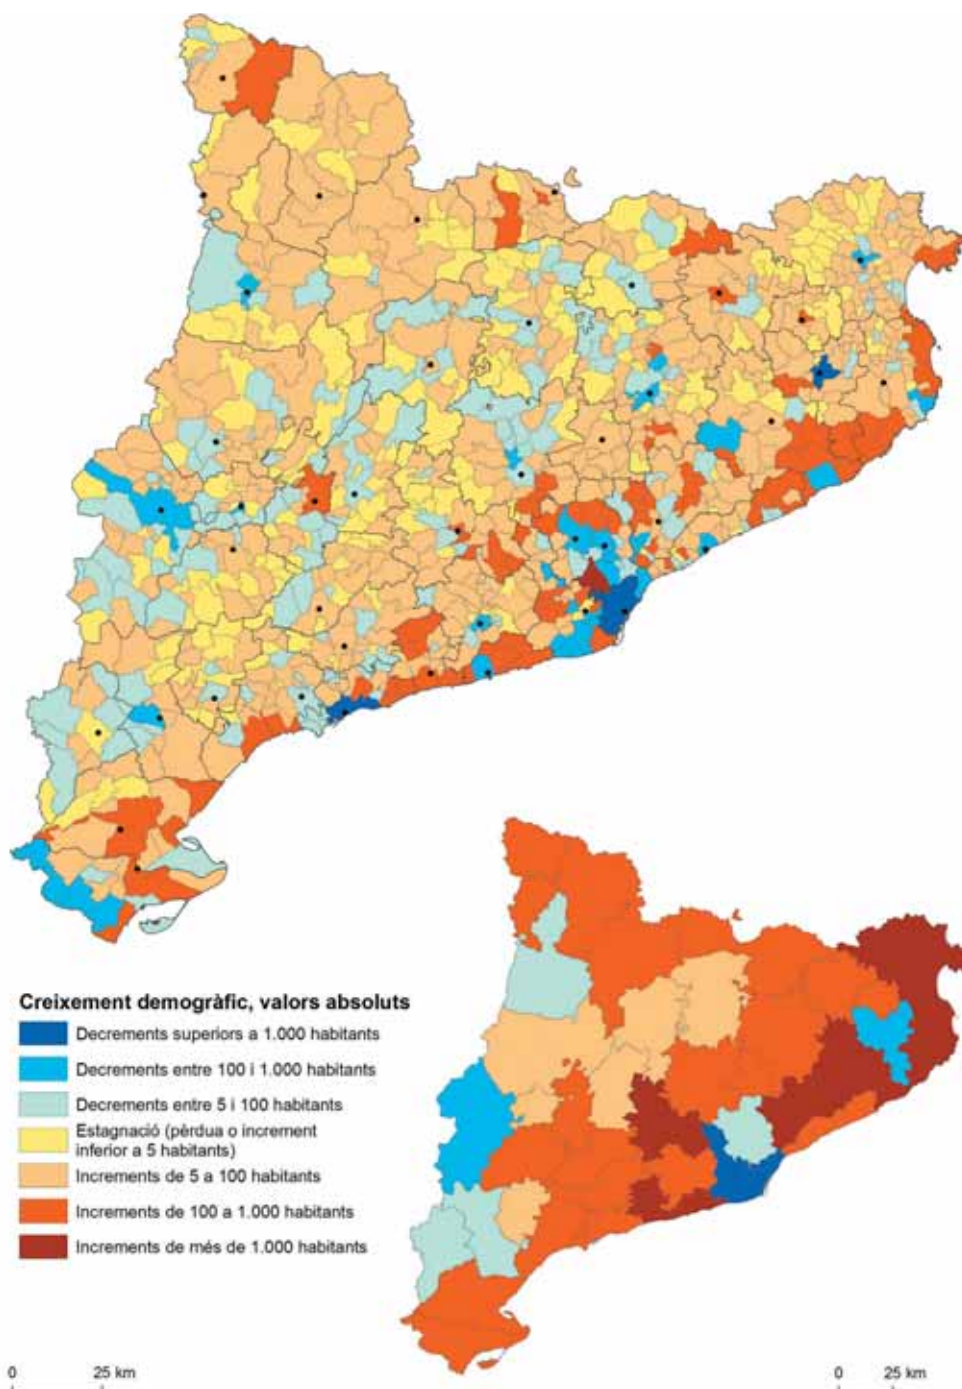 Creixement demogràfic, valors absoluts
Decrements superiors a 1.000 habitants
Decrements entre 100 i 1.000 habitants
Decrements entre 5 i 100 habitants
Estagnació (pèrdua o increment
inferior a 5 habitants)
Increments de 5 a 100 habitants
Increments de 100 a 1.000 habitants
Increments de més de 1.000 habitants
0 25 km
0 25 km